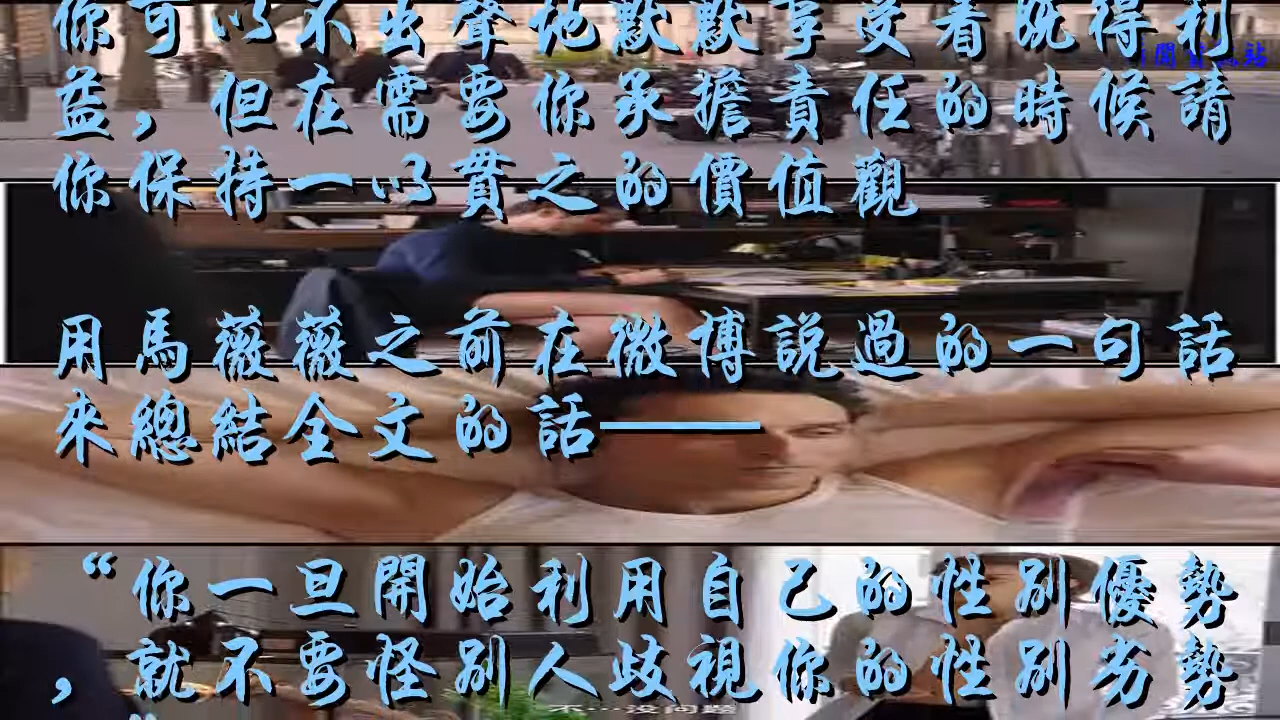 你可以不出聲地默默享受着既得利
益，但在需要你承擔責任的時候請
你保持一以貫之的價值觀
用馬薇薇之前在微博說過的一句話
來總結全文的話——
“你一旦開始利用自己的性別優勢
，就不要怪別人歧視你的性別劣勢
不…没问题